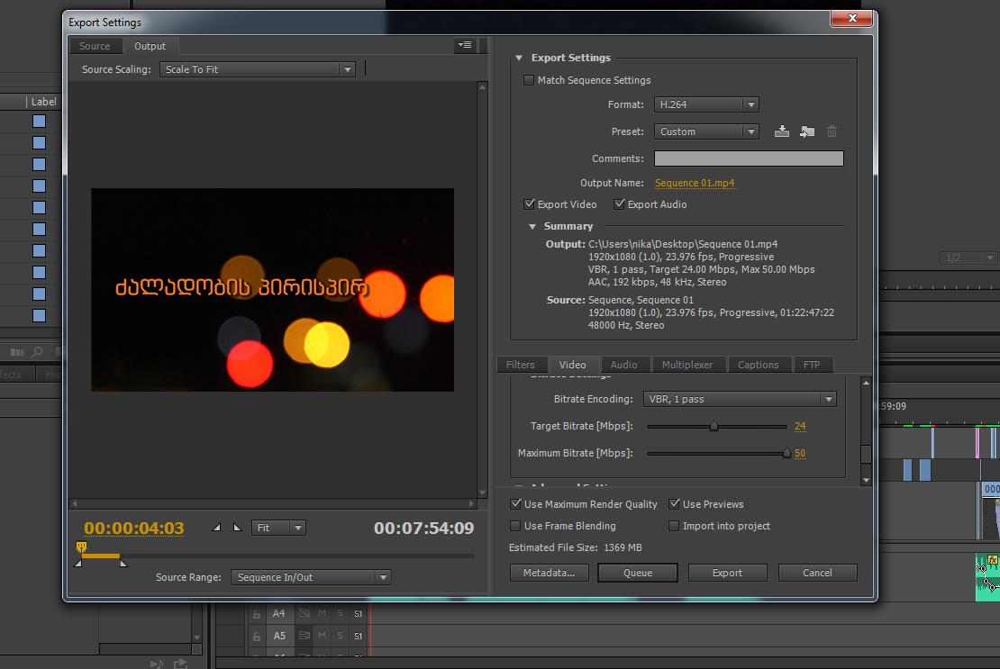 Export Settings
Source Output
Source Scaling: Scale To Fit
Label
ძალადობის პირისპირ
00:00:04:03 Fit 00:07:54:09
Source Range: Sequence In/Out
Export Settings
Match Sequence Settings
Format: H.264
Preset: Custom
Comments:
Output Name: Sequence 01.mp4
Export Video Export Audio
Summary
Output: C:\Users\nika\Desktop\Sequence 01.mp4
1920x1080 (1.0), 23.976 fps, Progressive
VBR, 1 pass, Target 24.00 Mbps, Max 50.00 Mbps
AAC, 192 kbps, 48 kHz, Stereo
Source: Sequence, Sequence 01
1920x1080 (1.0), 23.976 fps, Progressive, 01:22:47:22
48000 Hz, Stereo
Filters Video Audio Multiplexer Captions FTP
Bitrate Encoding: VBR, 1 pass
Target Bitrate [Mbps]: 24
Maximum Bitrate [Mbps]: 50
Use Maximum Render Quality Use Previews
Use Frame Blending Import into project
Estimated File Size: 1369 MB
Metadata... Queue Export Cancel
1/2
:59:09
000
fx
A4 M S 5.1
A5 M S 5.1